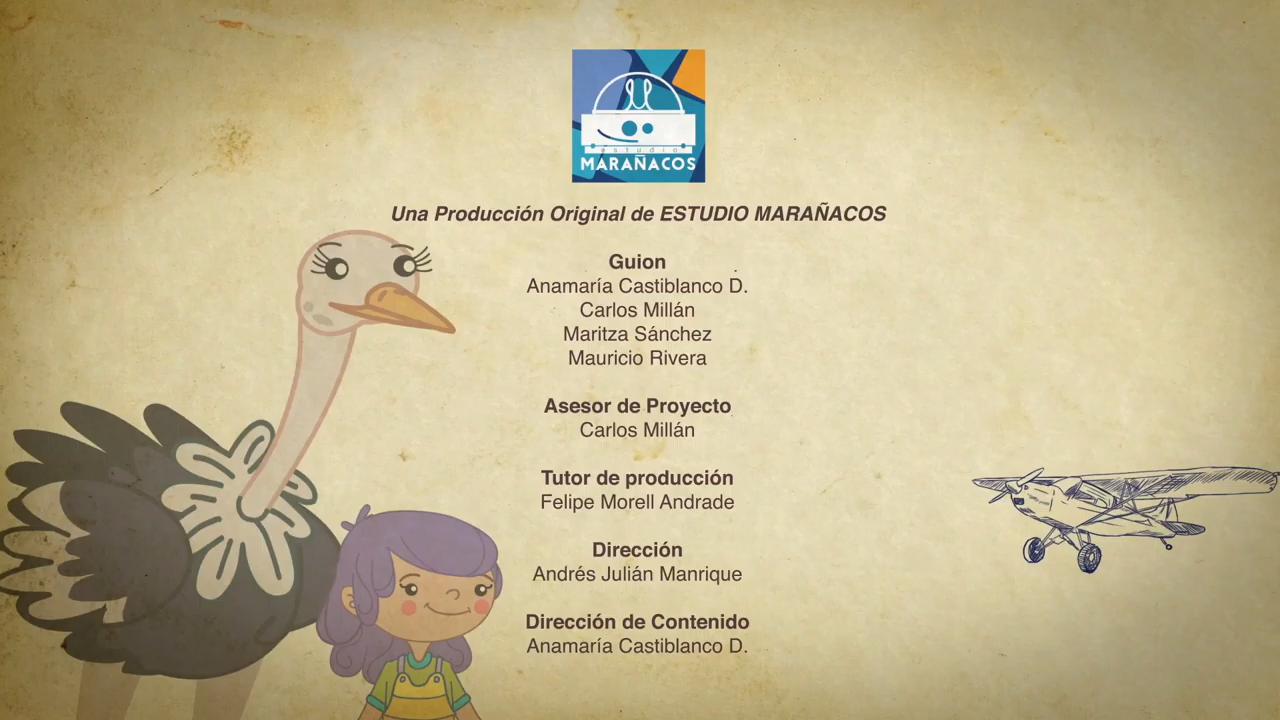 estudio
MARAÑACOS
Una Producción Original de ESTUDIO MARAÑACOS
Guion
Anamaría Castiblanco D.
Carlos Millán
Maritza Sánchez
Mauricio Rivera
Asesor de Proyecto
Carlos Millán
Tutor de producción
Felipe Morell Andrade
Dirección
Andrés Julián Manrique
Dirección de Contenido
Anamaría Castiblanco D.